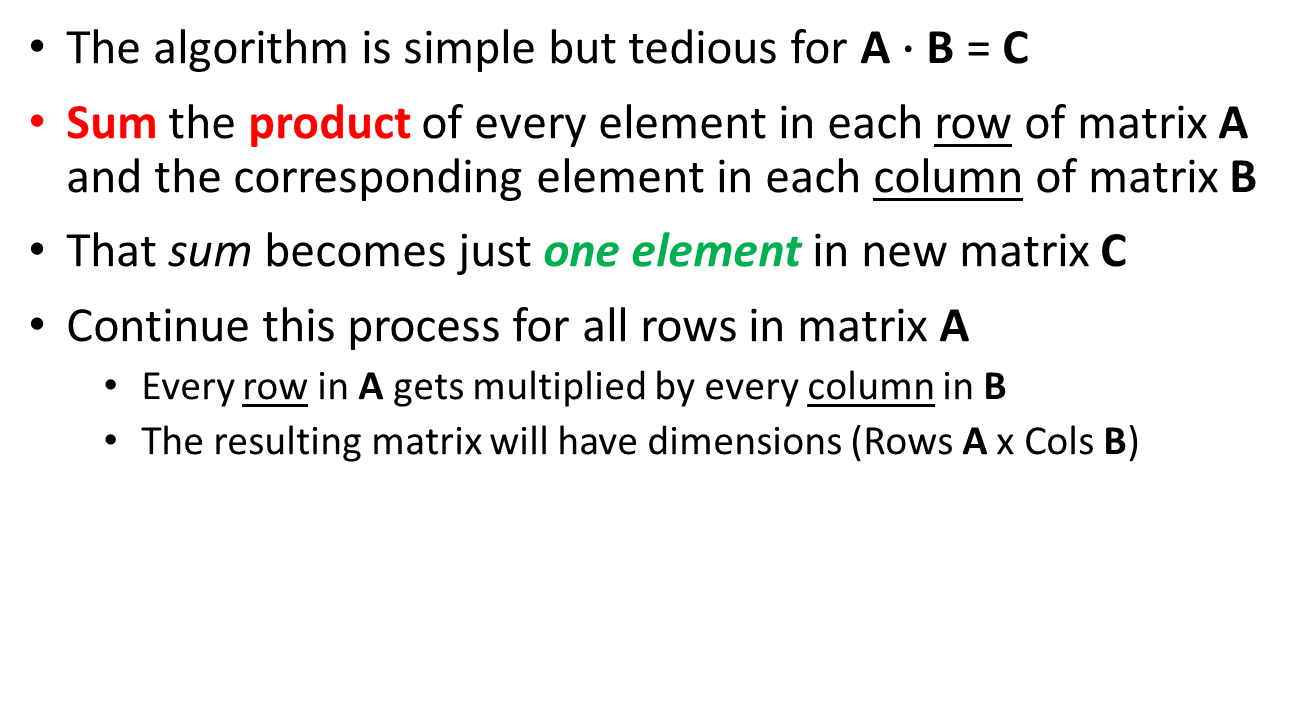 • The algorithm is simple but tedious for A · B = C
• Sum the product of every element in each row of matrix A
and the corresponding element in each column of matrix B
• That sum becomes just one element in new matrix C
• Continue this process for all rows in matrix A
• Every row in A gets multiplied by every column in B
• The resulting matrix will have dimensions (Rows A x Cols B)